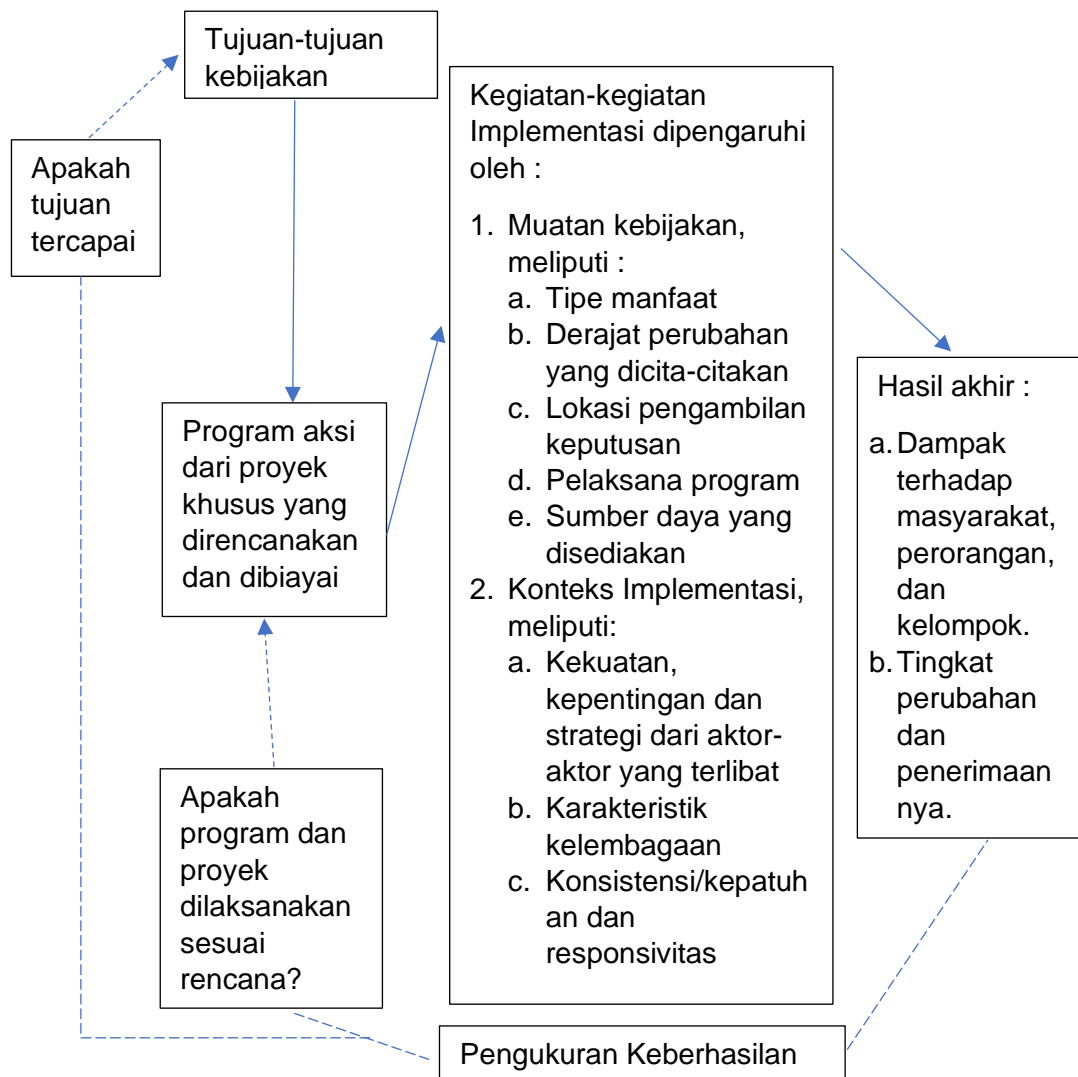 Tujuan-tujuan
kebijakan
Apakah
tujuan
tercapai
Program aksi
dari proyek
khusus yang
direncanakan
dan dibiayai
Apakah
program dan
proyek
dilaksanakan
sesuai
rencana?
Kegiatan-kegiatan
Implementasi dipengaruhi
oleh :
1. Muatan kebijakan,
meliputi :
a. Tipe manfaat
b. Derajat perubahan
yang dicita-citakan
c. Lokasi pengambilan
keputusan
d. Pelaksana program
e. Sumber daya yang
disediakan
2. Konteks Implementasi,
meliputi:
a. Kekuatan,
kepentingan dan
strategi dari aktor-
aktor yang terlibat
b. Karakteristik
kelembagaan
c. Konsistensi/kepatuh
an dan
responsivitas
Hasil akhir :
a. Dampak
terhadap
masyarakat,
perorangan,
dan
kelompok.
b. Tingkat
perubahan
dan
penerimaan
nya.
Pengukuran Keberhasilan